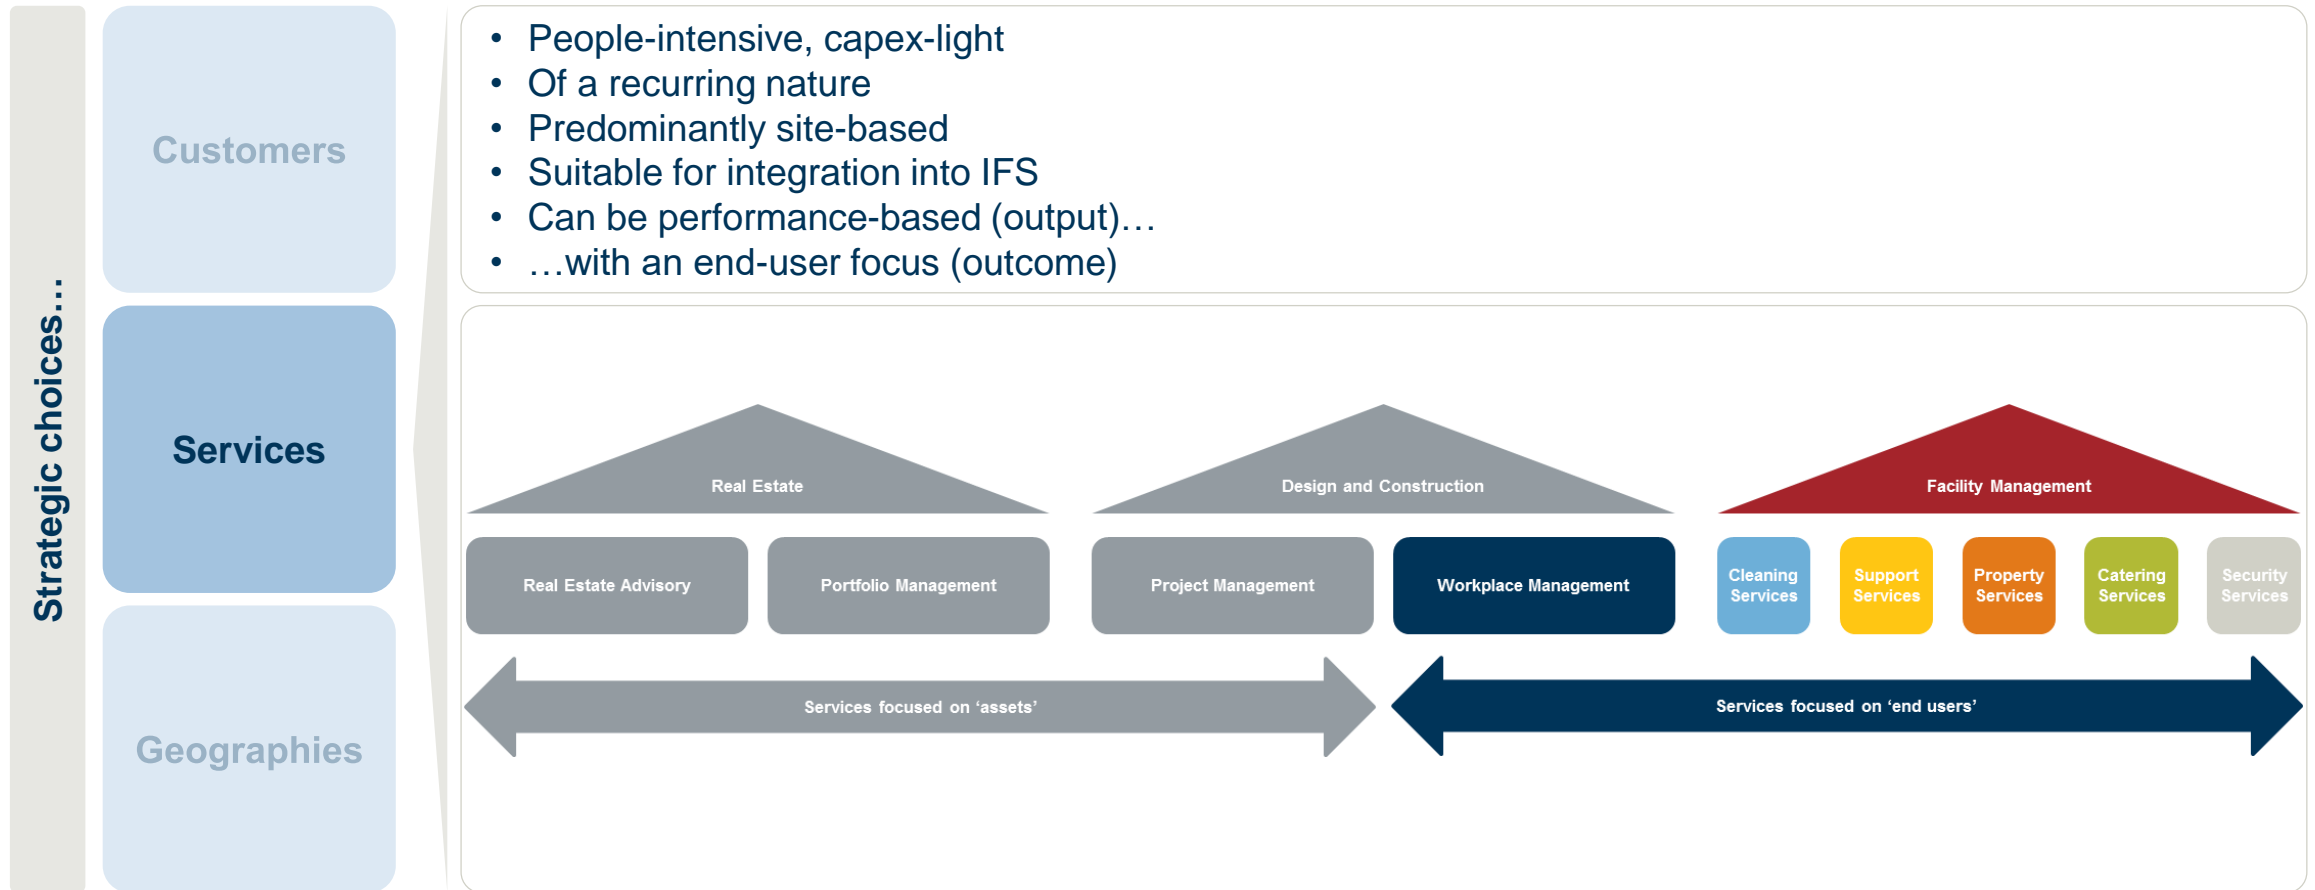 Strategic choices...
Customers
Services
Geographies
• People-intensive, capex-light
• Of a recurring nature
• Predominantly site-based
• Suitable for integration into IFS
• Can be performance-based (output)…
• …with an end-user focus (outcome)
Real Estate
Design and Construction
Facility Management
Real Estate Advisory
Portfolio Management
Project Management
Workplace Management
Cleaning
Services
Support
Services
Property
Services
Catering
Services
Security
Services
Services focused on ‘assets’
Services focused on ‘end users’